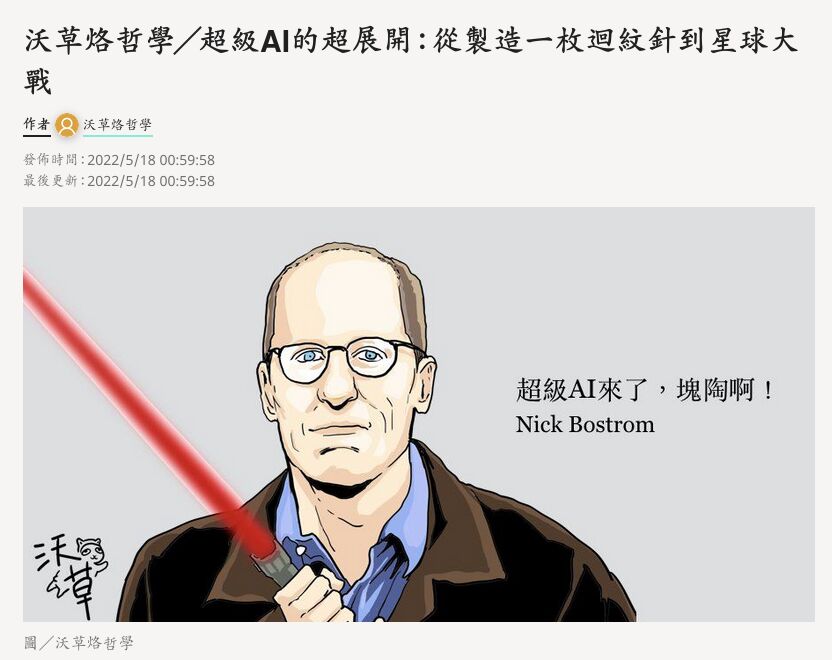 沃草烙哲學╱超級AI的超展開：從製造一枚迴紋針到星球大
戰
作者 沃草烙哲學
發佈時間：2022/5/18 00:59:58
最後更新：2022/5/18 00:59:58
超級AI來了，塊陶啊！
Nick Bostrom
沃草
圖╱沃草烙哲學